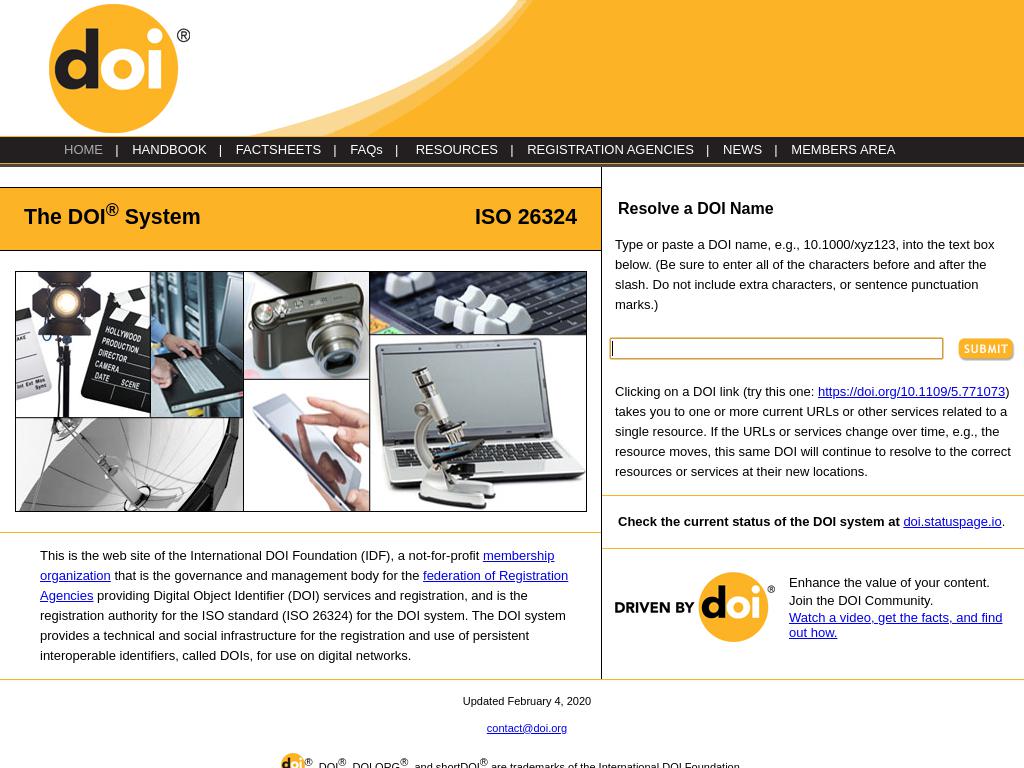 doi®
HOME | HANDBOOK | FACTSHEETS | FAQs | RESOURCES | REGISTRATION AGENCIES | NEWS | MEMBERS AREA
The DOI® System
ISO 26324
HOLLYWOOD
PRODUCTION
DIRECTOR
CAMERA
DATE SCENE
Int Ext Mos
Sync
This is the web site of the International DOI Foundation (IDF), a not-for-profit membership
organization that is the governance and management body for the federation of Registration
Agencies providing Digital Object Identifier (DOI) services and registration, and is the
registration authority for the ISO standard (ISO 26324) for the DOI system. The DOI system
provides a technical and social infrastructure for the registration and use of persistent
interoperable identifiers, called DOIs, for use on digital networks.
Resolve a DOI Name
Type or paste a DOI name, e.g., 10.1000/xyz123, into the text box
below. (Be sure to enter all of the characters before and after the
slash. Do not include extra characters, or sentence punctuation
marks.)
SUBMIT
Clicking on a DOI link (try this one: https://doi.org/10.1109/5.771073)
takes you to one or more current URLs or other services related to a
single resource. If the URLs or services change over time, e.g., the
resource moves, this same DOI will continue to resolve to the correct
resources or services at their new locations.
Check the current status of the DOI system at doi.statuspage.io.
DRIVEN BY doi®
Enhance the value of your content.
Join the DOI Community.
Watch a video, get the facts, and find
out how.
Updated February 4, 2020
contact@doi.org
doi®, DOI®, DOI.ORG®, and shortDOI® are trademarks of the International DOI Foundation.